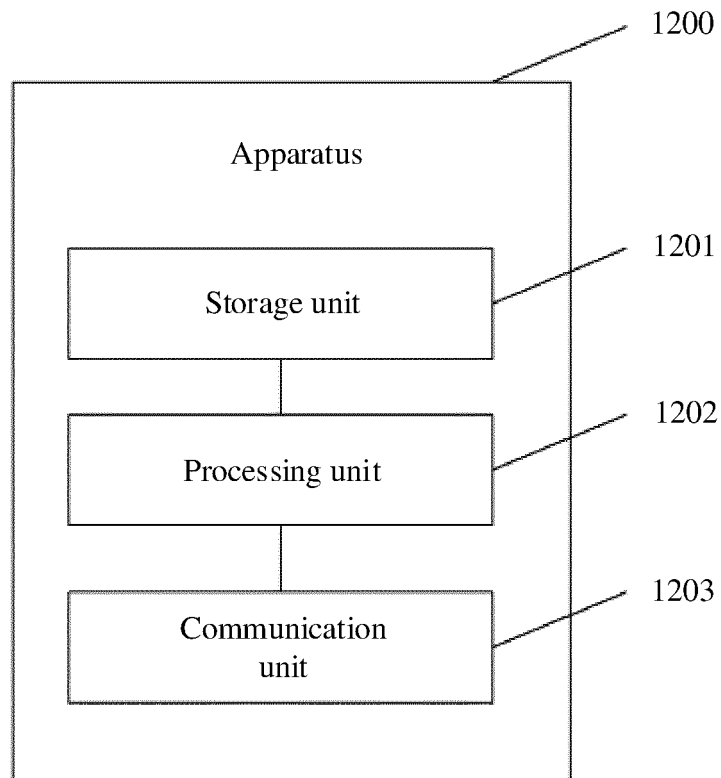 1200
Apparatus
1201
Storage unit
1202
Processing unit
1203
Communication
unit